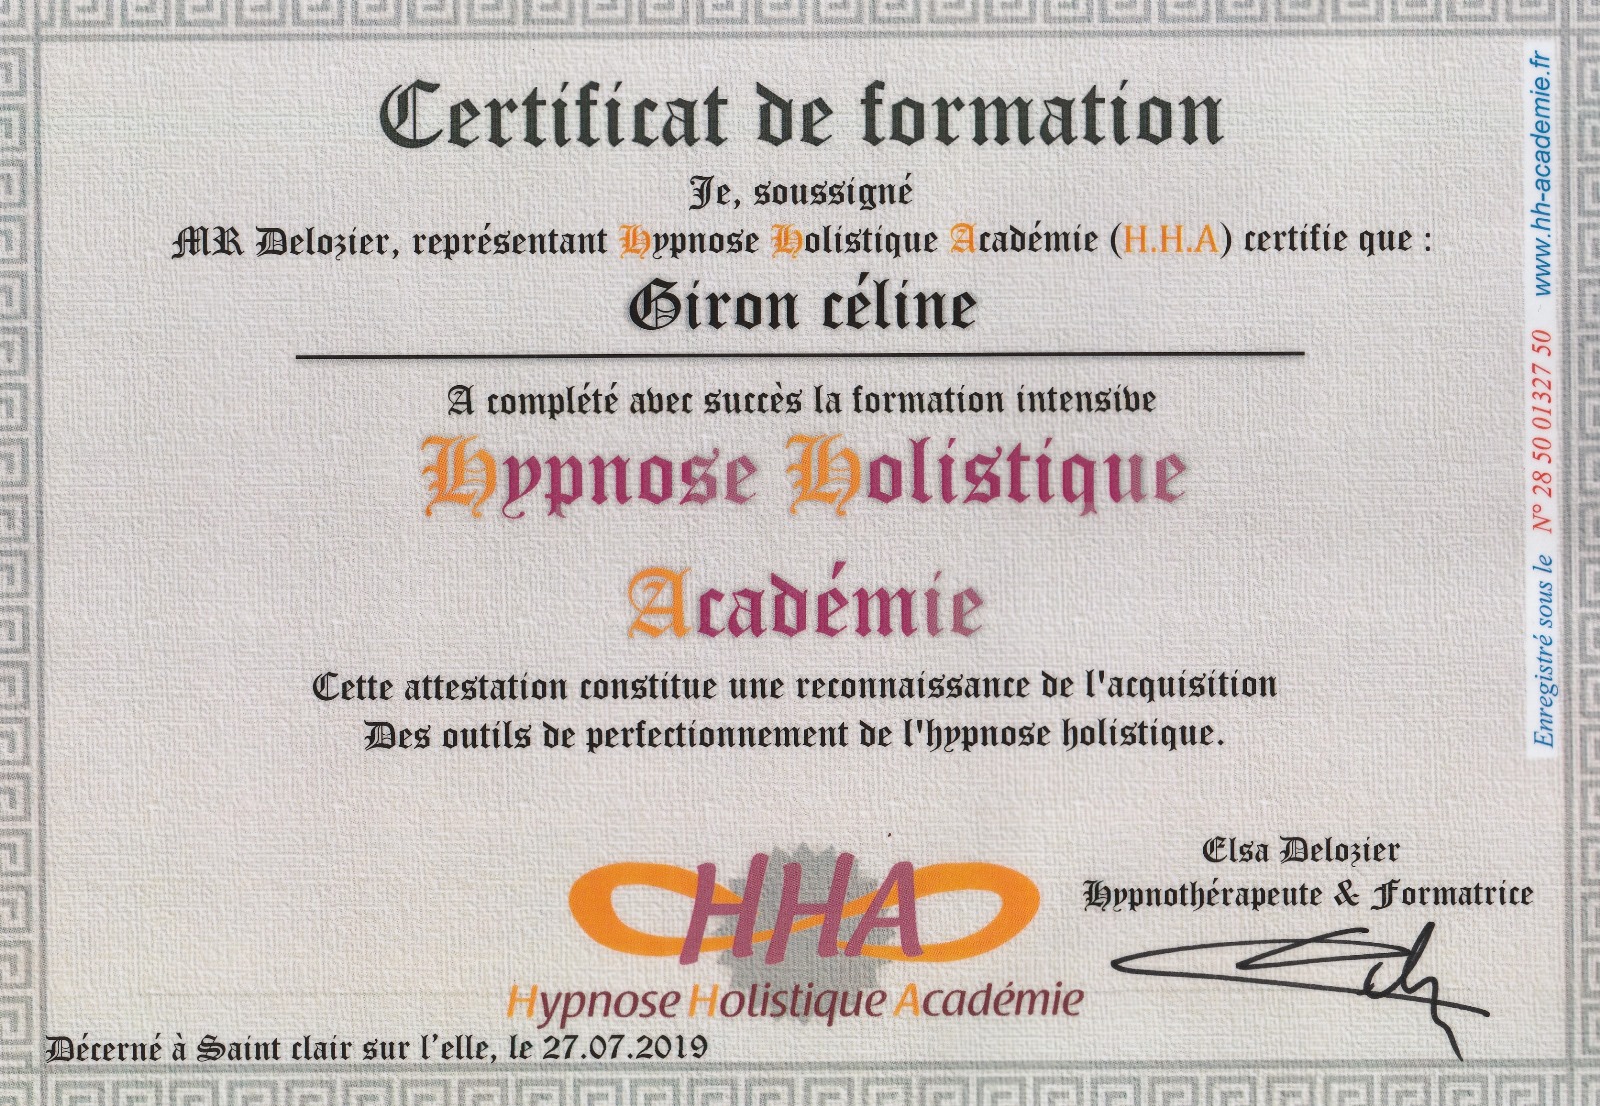 Certificat de formation
Je, soussigné
MR Delozier, représentant Hypnose Holistique Académie (H.H.A) certifie que :
Giron céline
A complété avec succès la formation intensive
Hypnose Holistique
Académie
Cette attestation constitue une reconnaissance de l'acquisition
Des outils de perfectionnement de l'hypnose holistique.
Elsa Delozier
Hypnothérapeute & Formatrice
HHA
Hypnose Holistique Académie
Décerné à Saint clair sur l'elle, le 27.07.2019
Enregistré sous le N° 28 50 01327 50 www.hh-academie.fr